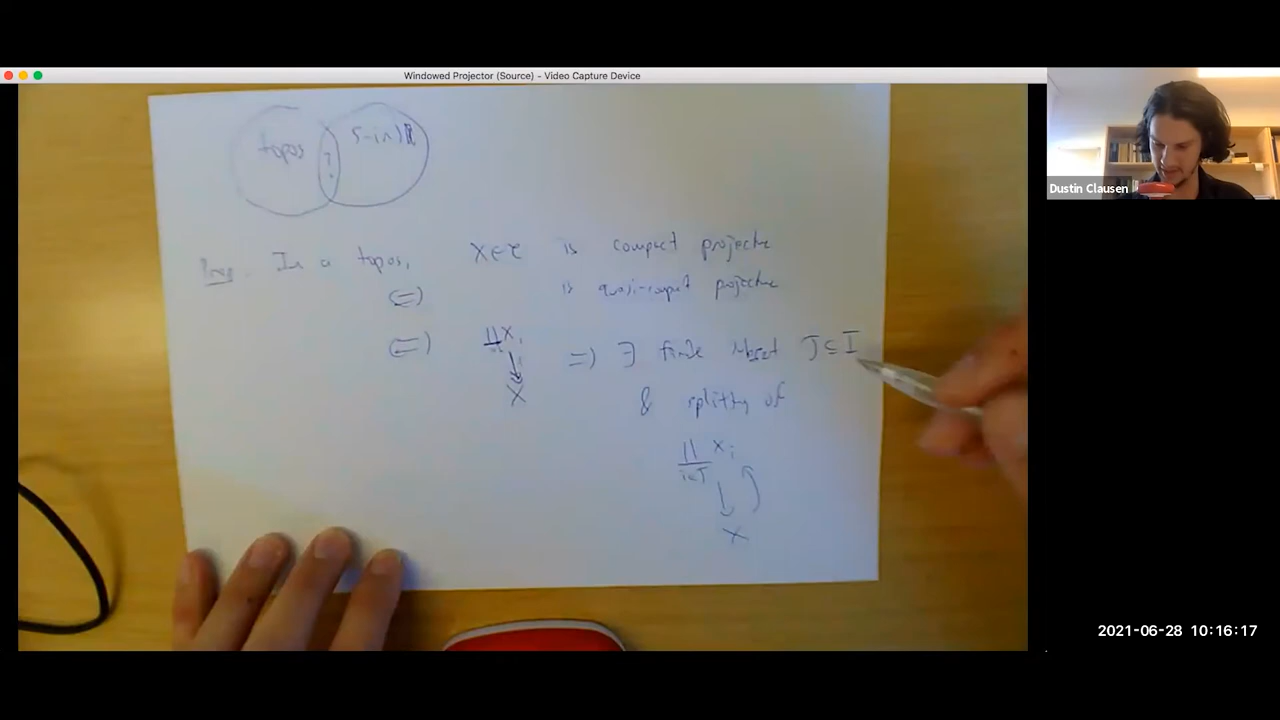 Windowed Projector (Source) – Video Capture Device
Dustin Clausen
topos ?
Prop. In a topos, X ∈ τ is compact projective
⇔ is quasi-compact projective
⇔ ∐ X_i ↠ X ⇒ ∃ finite subset J ⊆ I
& splitting of
∐ X_i
i∈J
X
2021-06-28 10:16:17